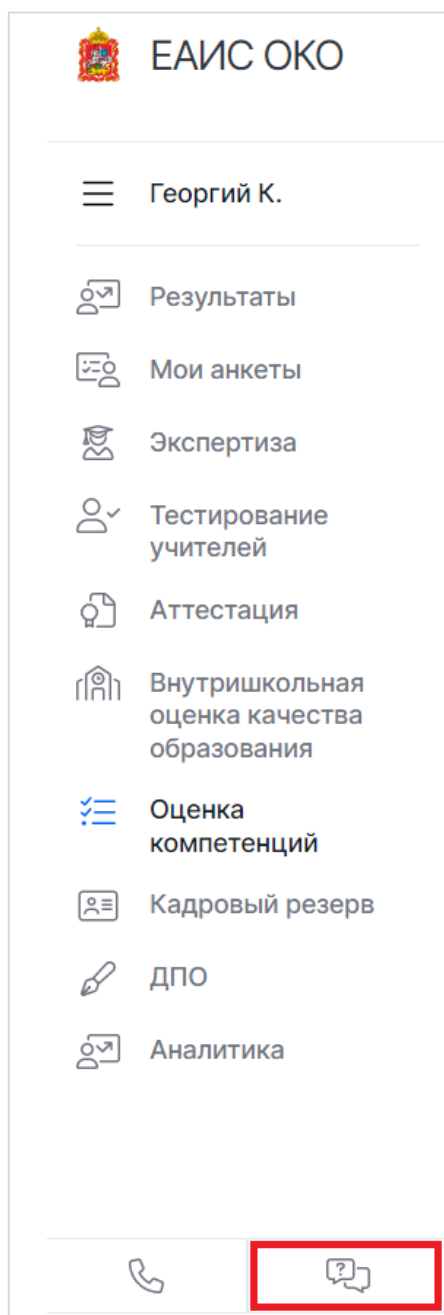 ЕАИС ОКО
Георгий К.
Результаты
Мои анкеты
Экспертиза
Тестирование
учителей
Аттестация
Внутришкольная
оценка качества
образования
Оценка
компетенций
Кадровый резерв
ДПО
Аналитика